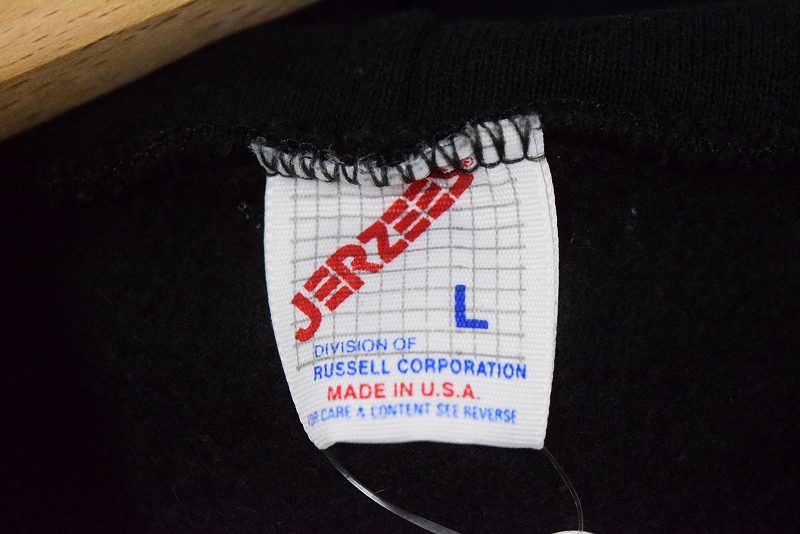 JERZEES
L
DIVISION OF
RUSSELL CORPORATION
MADE IN U.S.A.
FOR CARE & CONTENT SEE REVERSE